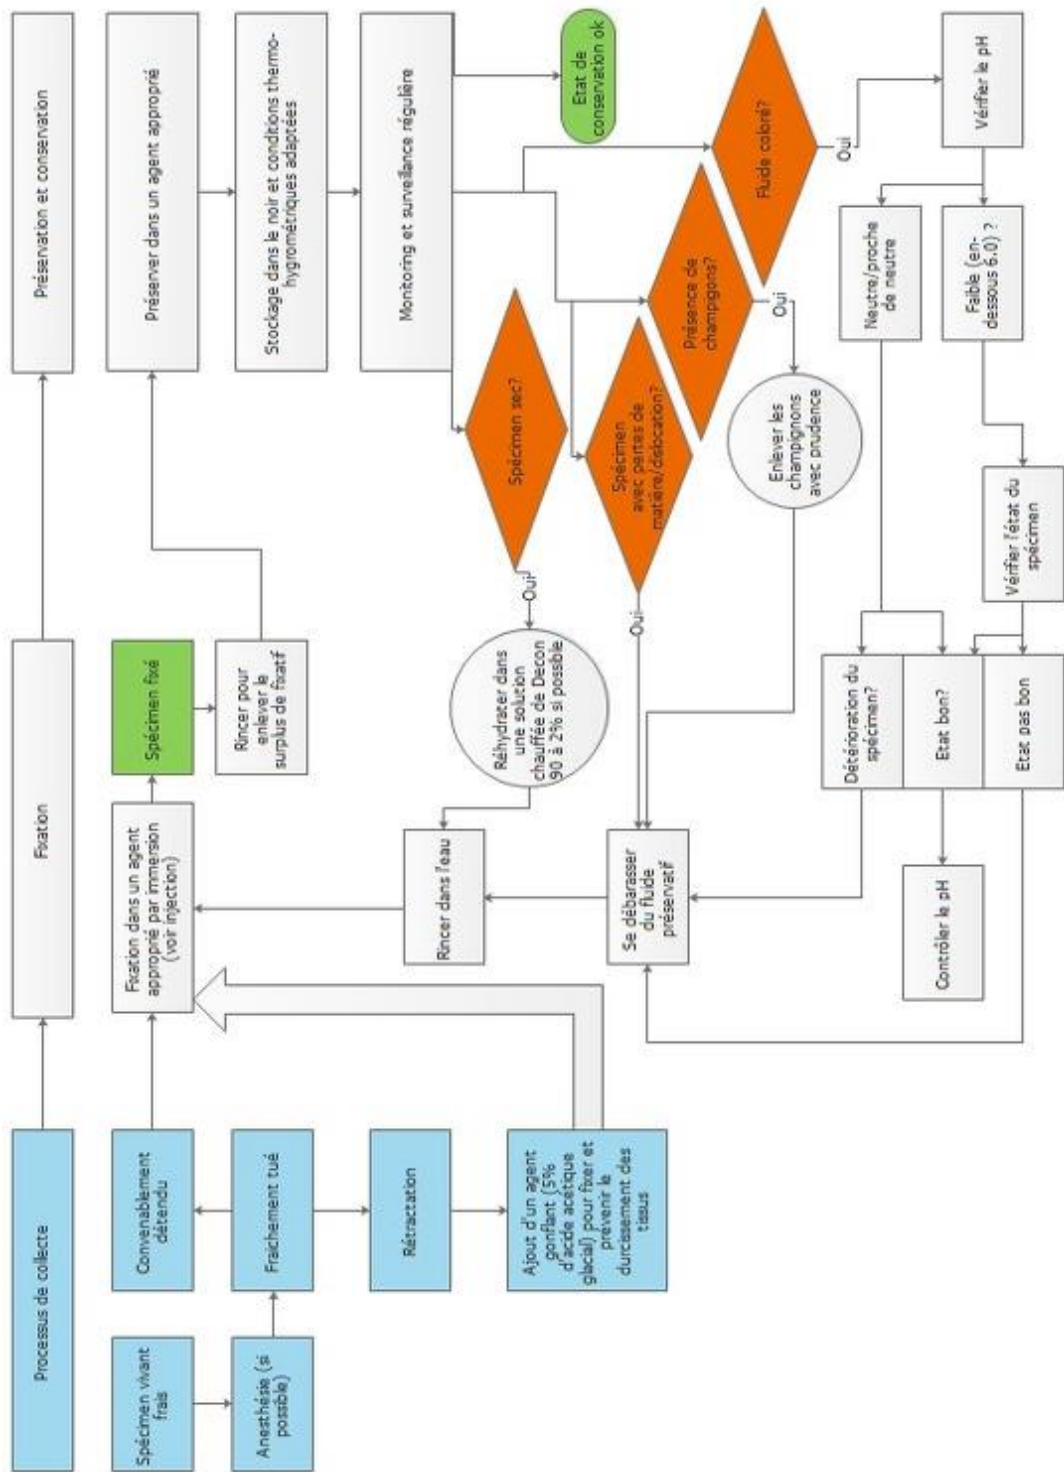 Processus de collecte
Fixation
Préservation et conservation
Spécimen vivant
frais
Convenablement
détendu
Fixation dans un agent
approprié par immersion
(voir injection)
Spécimen fixé
Préserver dans un agent approprié
Anesthésie (si
possible)
Fraichement tué
Rincer pour
enlever le
surplus de fixatif
Stockage dans le noir et conditions thermo-
hygrométriques adaptées
Rétractation
Monitoring et surveillance régulière
Ajout d'un agent
gonflant (5%
d'acide acétique
glacial) pour fixer et
prévenir le
durcissement des
tissus
Rincer dans l'eau
Réhydrater dans
une solution
chauffée de Decon
90 à 2% si possible
Oui
Spécimen sec?
Etat de
conservation ok
Se débarasser
du fluide
préservatif
Oui
Spécimen
avec pertes de
matière/dislocation?
Présence de
champigons?
Fluide coloré?
Enlever les
champignons
avec prudence
Oui
Oui
Détérioration du
spécimen?
Neutre/proche
de neutre
Vérifier le pH
Contrôler le pH
Etat bon?
Faible (en-
dessous 6.0) ?
Etat pas bon
Vérifier l'état du
spécimen